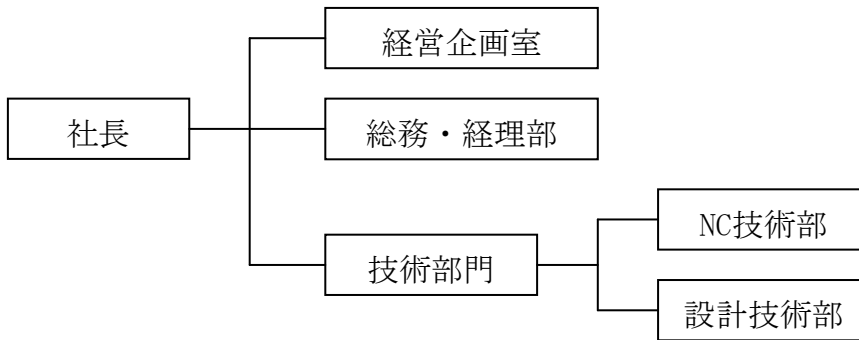 経営企画室
社長
総務・経理部
技術部門
NC技術部
設計技術部